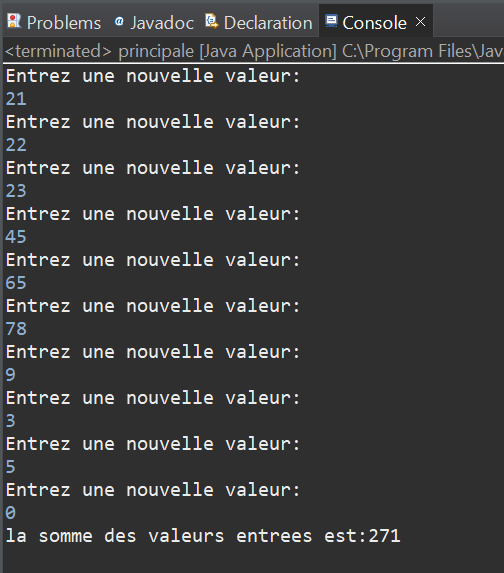 Problems @ Javadoc Declaration Console ×
<terminated> principale [Java Application] C:\Program Files\Jav
Entrez une nouvelle valeur:
21
Entrez une nouvelle valeur:
22
Entrez une nouvelle valeur:
23
Entrez une nouvelle valeur:
45
Entrez une nouvelle valeur:
65
Entrez une nouvelle valeur:
78
Entrez une nouvelle valeur:
9
Entrez une nouvelle valeur:
3
Entrez une nouvelle valeur:
5
Entrez une nouvelle valeur:
0
la somme des valeurs entrees est:271